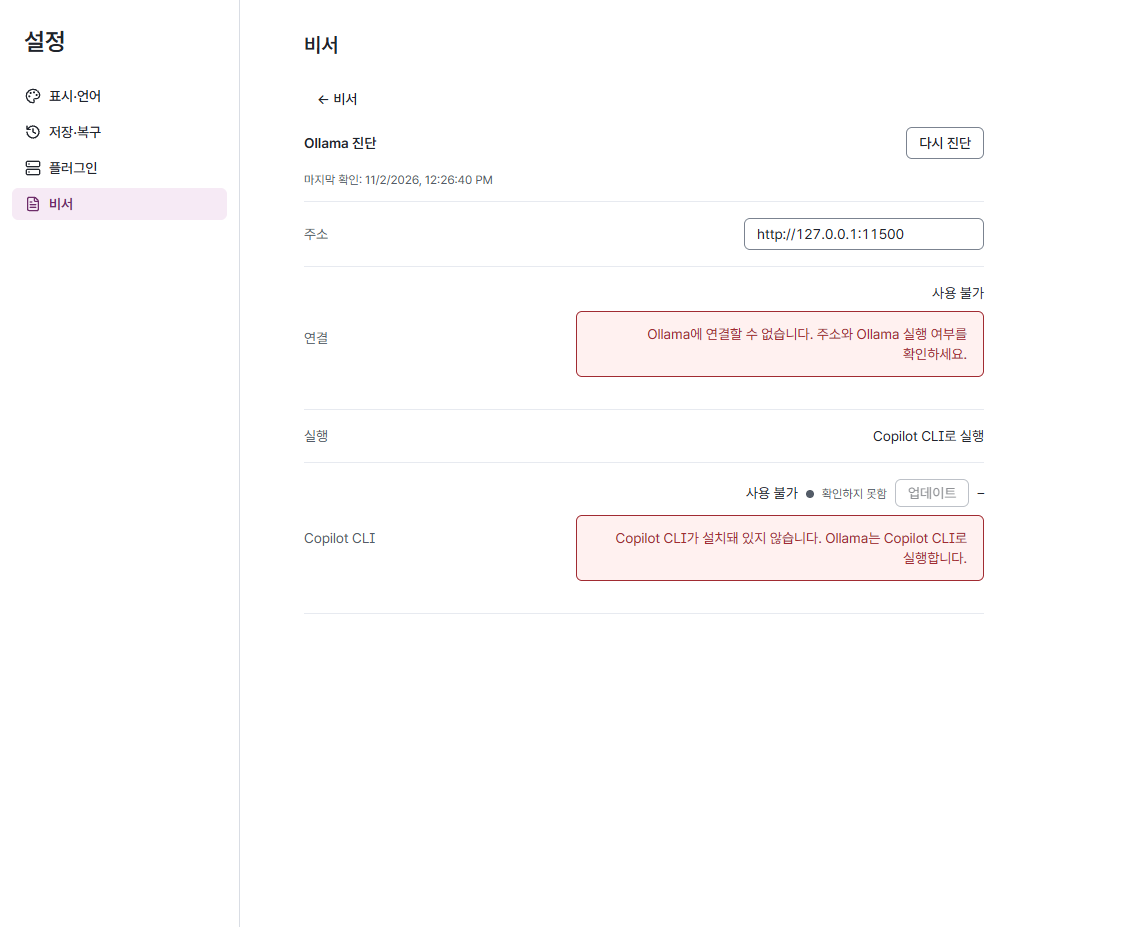 설정
표시·언어
저장·복구
플러그인
비서
비서
← 비서
Ollama 진단
다시 진단
마지막 확인: 11/2/2026, 12:26:40 PM
주소
http://127.0.0.1:11500
연결
사용 불가
Ollama에 연결할 수 없습니다. 주소와 Ollama 실행 여부를
확인하세요.
실행
Copilot CLI로 실행
Copilot CLI
사용 불가 ● 확인하지 못함 업데이트 –
Copilot CLI가 설치돼 있지 않습니다. Ollama는 Copilot CLI로
실행합니다.